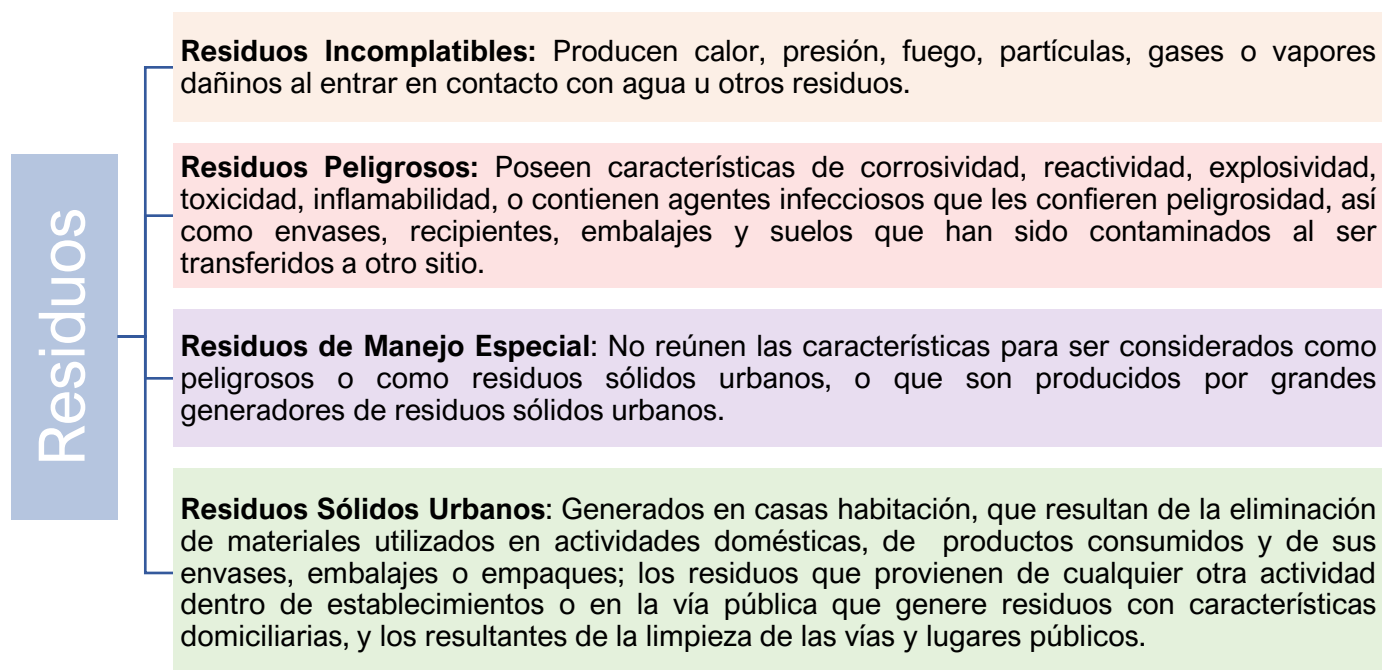 Residuos
Residuos Incomplatibles: Producen calor, presión, fuego, partículas, gases o vapores
dañinos al entrar en contacto con agua u otros residuos.
Residuos Peligrosos: Poseen características de corrosividad, reactividad, explosividad,
toxicidad, inflamabilidad, o contienen agentes infecciosos que les confieren peligrosidad, así
como envases, recipientes, embalajes y suelos que han sido contaminados al ser
transferidos a otro sitio.
Residuos de Manejo Especial: No reúnen las características para ser considerados como
peligrosos o como residuos sólidos urbanos, o que son producidos por grandes
generadores de residuos sólidos urbanos.
Residuos Sólidos Urbanos: Generados en casas habitación, que resultan de la eliminación
de materiales utilizados en actividades domésticas, de productos consumidos y de sus
envases, embalajes o empaques; los residuos que provienen de cualquier otra actividad
dentro de establecimientos o en la vía pública que genere residuos con características
domiciliarias, y los resultantes de la limpieza de las vías y lugares públicos.